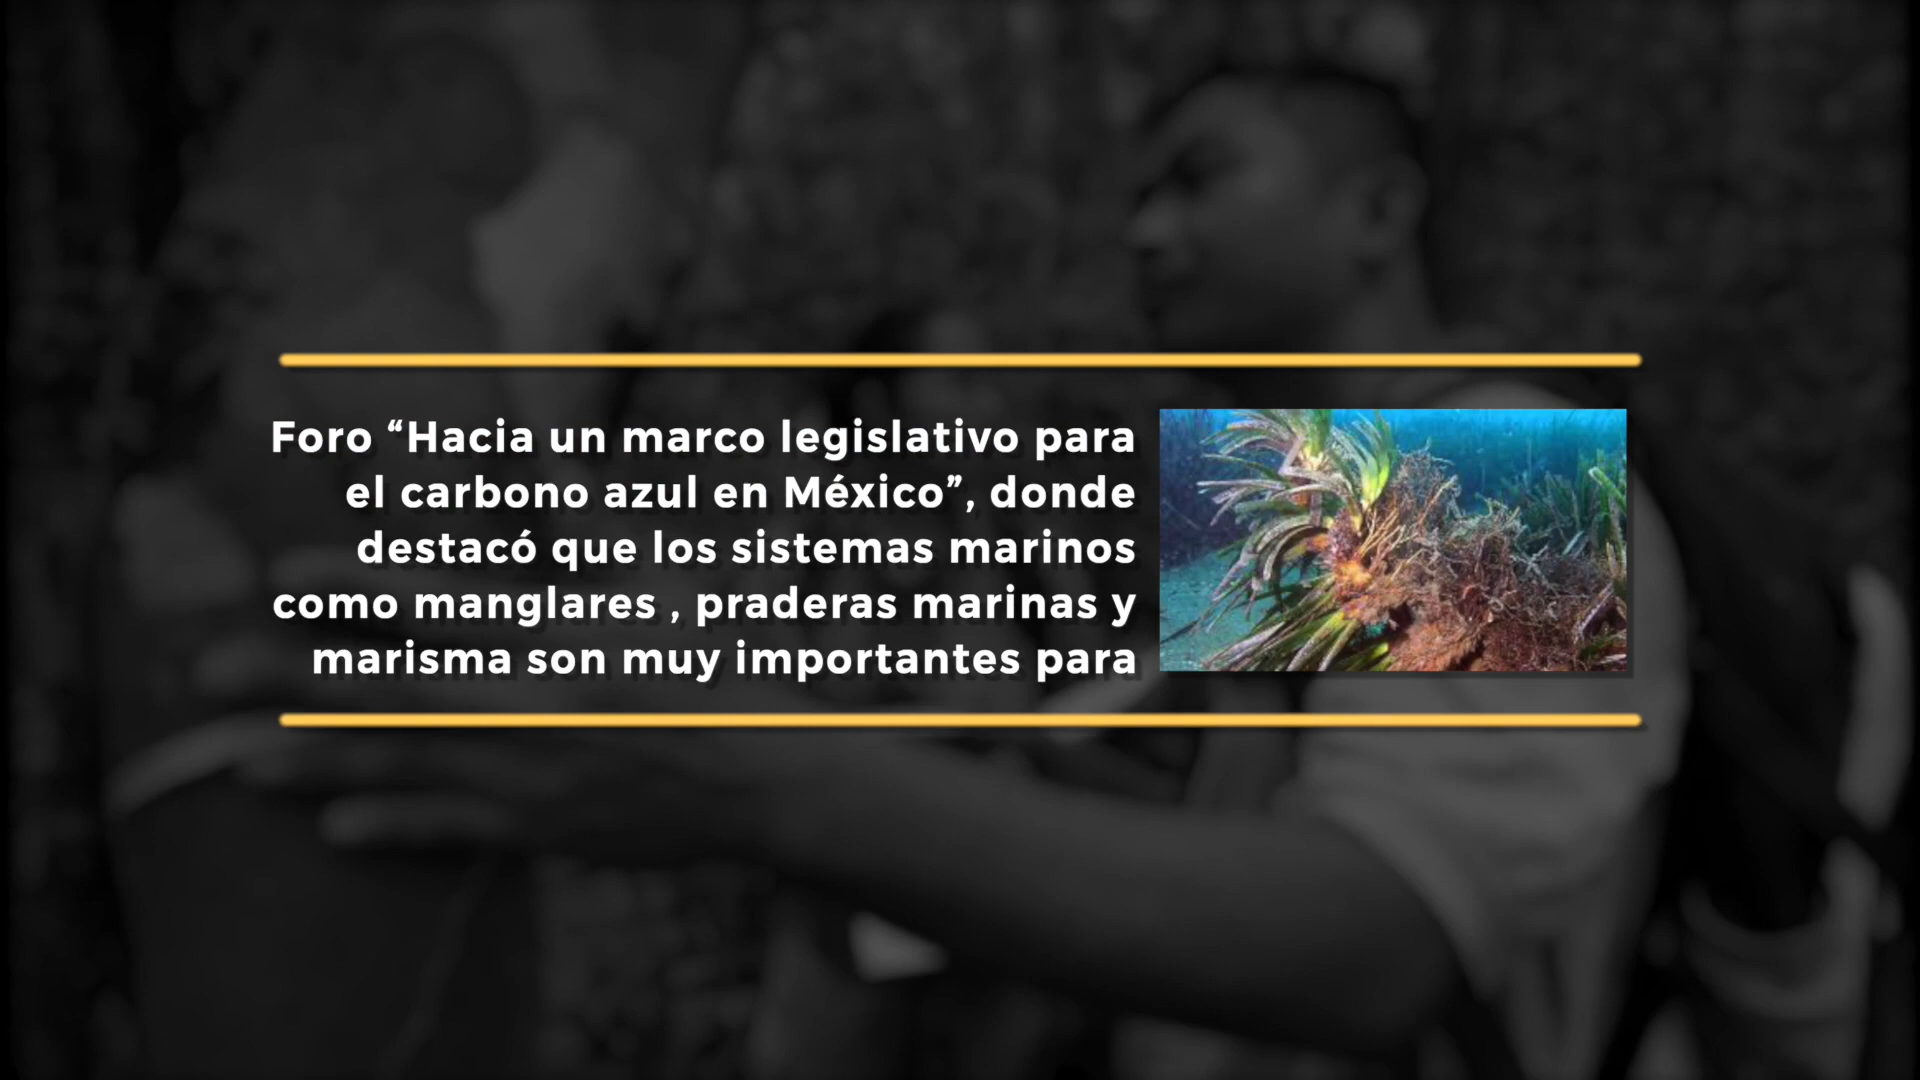 Foro “Hacia un marco legislativo para
el carbono azul en México”, donde
destacó que los sistemas marinos
como manglares , praderas marinas y
marisma son muy importantes para